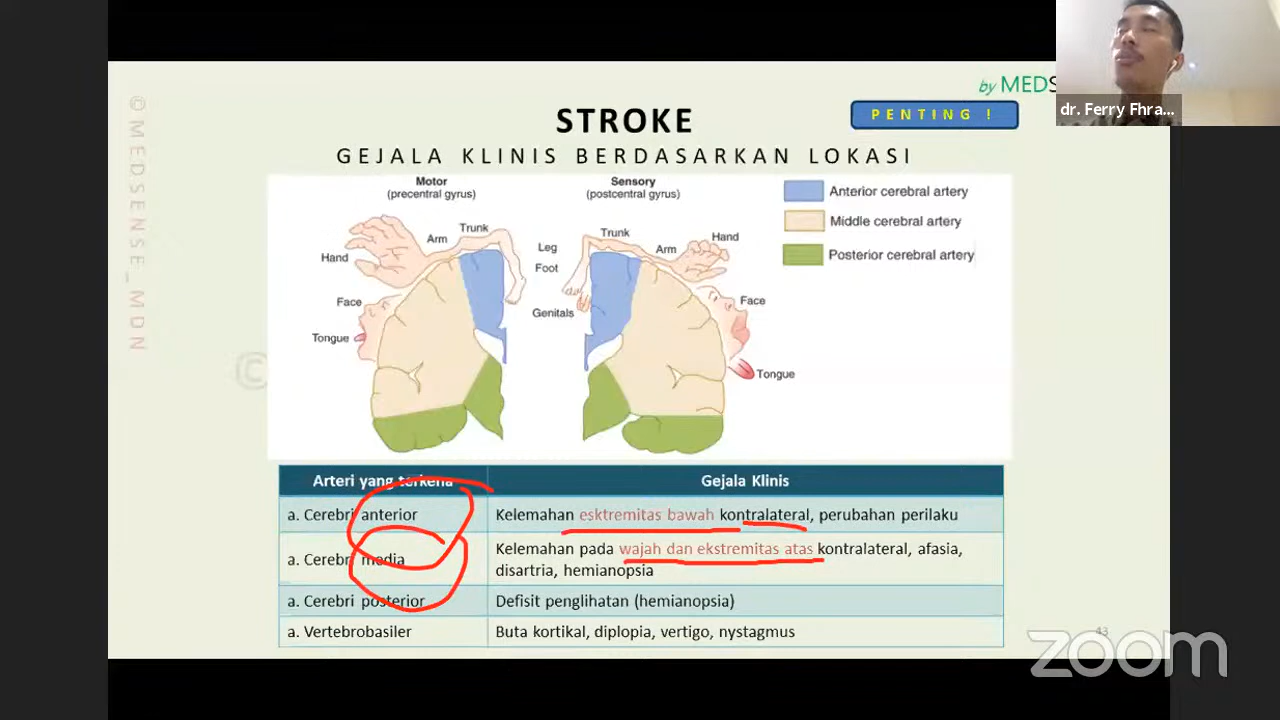 by MEDS
dr. Ferry Fhra...
©MEDSENSE_MDN
STROKE
PENTING !
GEJALA KLINIS BERDASARKAN LOKASI
Motor
(precentral gyrus)
Sensory
(postcentral gyrus)
Anterior cerebral artery
Middle cerebral artery
Posterior cerebral artery
Trunk
Arm
Hand
Face
Tongue
Leg
Foot
Genitals
Trunk
Arm
Hand
Face
Tongue
©
Arteri yang terkena
Gejala Klinis
a. Cerebri anterior
Kelemahan esktremitas bawah kontralateral, perubahan perilaku
a. Cerebri media
Kelemahan pada wajah dan ekstremitas atas kontralateral, afasia,
disartria, hemianopsia
a. Cerebri posterior
Defisit penglihatan (hemianopsia)
a. Vertebrobasiler
Buta kortikal, diplopia, vertigo, nystagmus
43
zoom